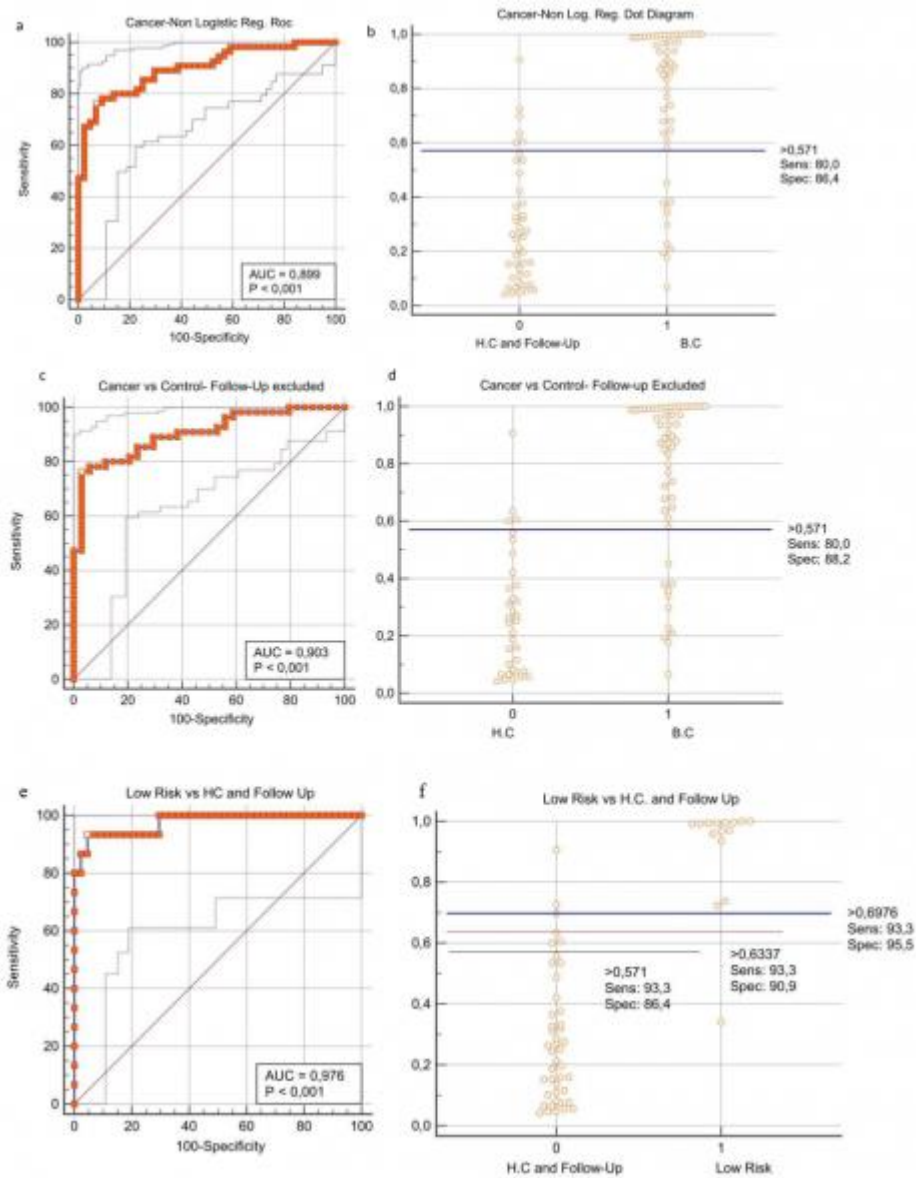 a
Cancer-Non Logistic Reg. Roc
100
80
60
40
20
0
Sensitivity
AUC = 0,899
P < 0,001
0 20 40 60 80 100
100-Specificity
b
Cancer-Non Log. Reg. Dot Diagram
1,0
0,8
0,6
0,4
0,2
0,0
>0,571
Sens: 80,0
Spec: 86,4
0 1
H.C and Follow-Up B.C
c
Cancer vs Control- Follow-Up excluded
100
80
60
40
20
0
Sensitivity
AUC = 0,903
P < 0,001
0 20 40 60 80 100
100-Specificity
d
Cancer vs Control- Follow-up Excluded
1,0
0,8
0,6
0,4
0,2
0,0
>0,571
Sens: 80,0
Spec: 88,2
0 1
H.C B.C
e
Low Risk vs HC and Follow Up
100
80
60
40
20
0
Sensitivity
AUC = 0,976
P < 0,001
0 20 40 60 80 100
100-Specificity
f
Low Risk vs H.C. and Follow Up
1,0
0,8
0,6
0,4
0,2
0,0
>0,6976
Sens: 93,3
Spec: 95,5
>0,6337
Sens: 93,3
Spec: 90,9
>0,571
Sens: 93,3
Spec: 86,4
0 1
H.C and Follow-Up Low Risk